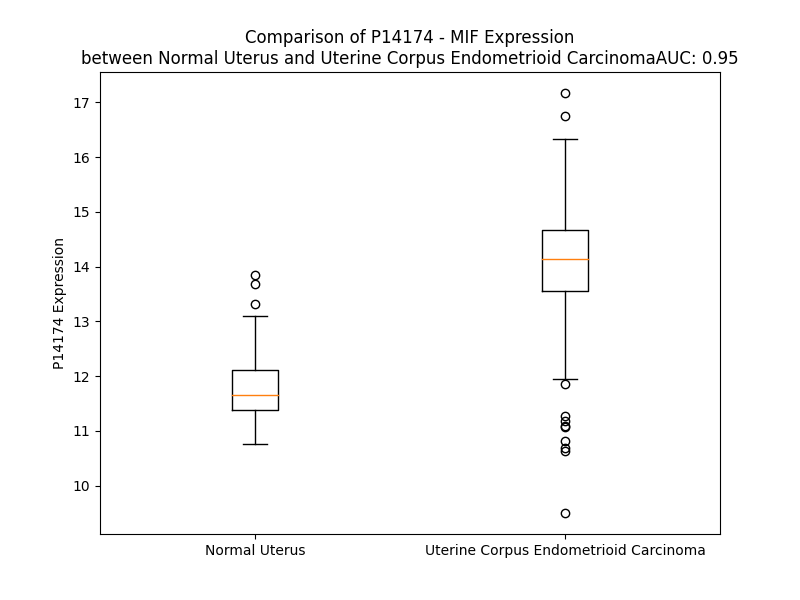 Comparison of P14174 - MIF Expression
between Normal Uterus and Uterine Corpus Endometrioid CarcinomaAUC: 0.95
17
16
15
14
13
12
11
10
P14174 Expression
Normal Uterus
Uterine Corpus Endometrioid Carcinoma